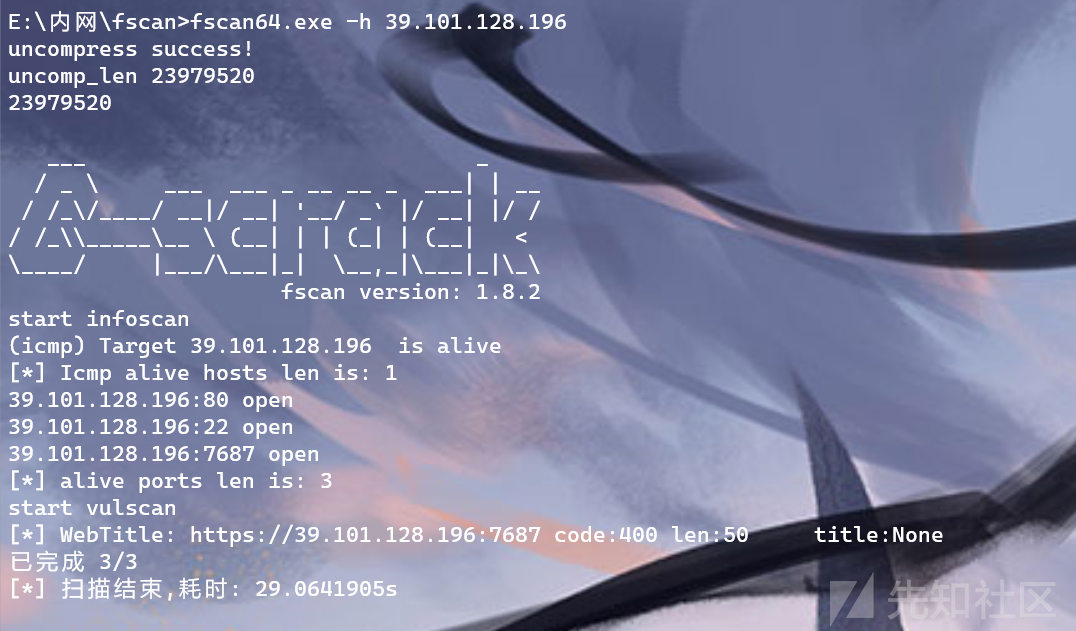 E:\内网\fscan>fscan64.exe -h 39.101.128.196
uncompress success!
uncomp_len 23979520
23979520
   ___                              _
  / _ \     ___  ___ _ __ __ _  ___| | __
 / /_\/____/ __|/ __| '__/ _` |/ __| |/ /
/ /_\\_____\__ \ (__| | | (_| | (__|   <
\____/     |___/\___|_|  \__,_|\___|_|\_\
                     fscan version: 1.8.2
start infoscan
(icmp) Target 39.101.128.196  is alive
[*] Icmp alive hosts len is: 1
39.101.128.196:80 open
39.101.128.196:22 open
39.101.128.196:7687 open
[*] alive ports len is: 3
start vulscan
[*] WebTitle: https://39.101.128.196:7687 code:400 len:50     title:None
已完成 3/3
[*] 扫描结束,耗时: 29.0641905s
先知社区